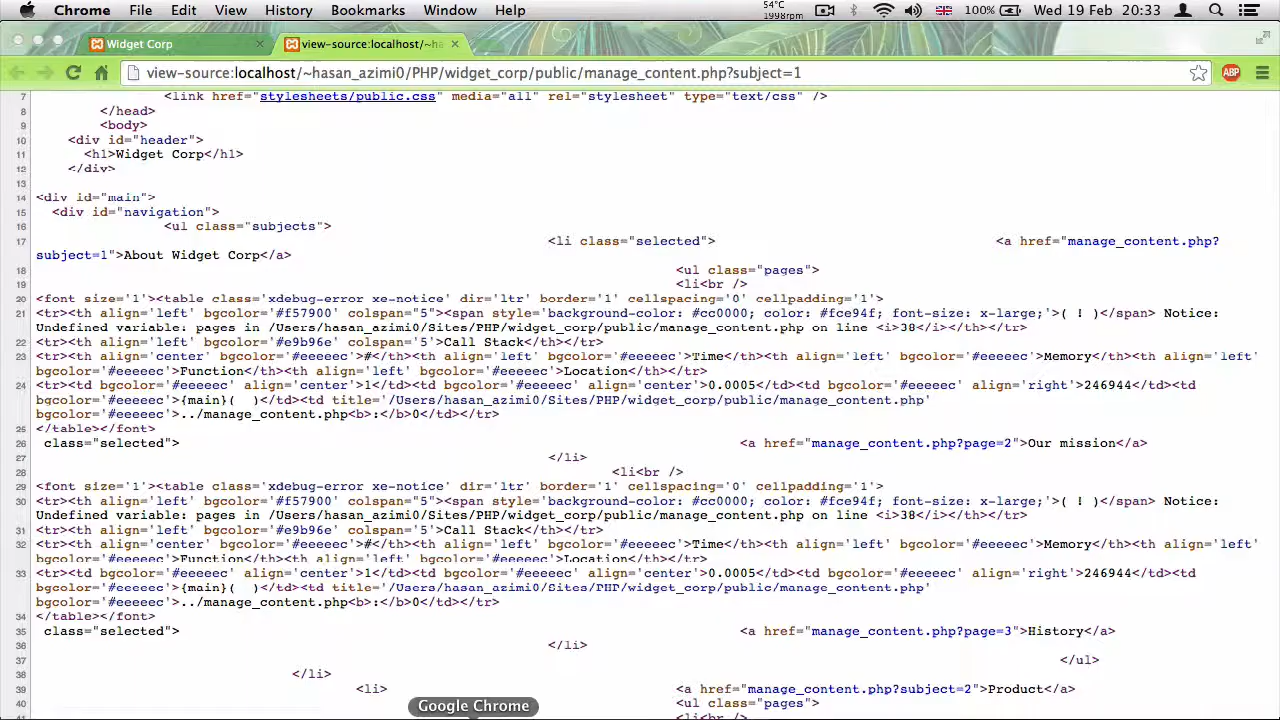 Chrome File Edit View History Bookmarks Window Help 54°C 1998rpm 100% Wed 19 Feb 20:33
Widget Corp × view-source:localhost/~ha ×
view-source:localhost/~hasan_azimi0/PHP/widget_corp/public/manage_content.php?subject=1 ABP
7 <link href="stylesheets/public.css" media="all" rel="stylesheet" type="text/css" />
8 </head>
9 <body>
10 <div id="header">
11 <h1>Widget Corp</h1>
12 </div>
13
14 <div id="main">
15 <div id="navigation">
16 <ul class="subjects">
17 <li class="selected"> <a href="manage_content.php?
subject=1">About Widget Corp</a>
18 <ul class="pages">
19 <li<br />
20 <font size='1'><table class='xdebug-error xe-notice' dir='ltr' border='1' cellspacing='0' cellpadding='1'>
21 <tr><th align='left' bgcolor='#f57900' colspan="5"><span style='background-color: #cc0000; color: #fce94f; font-size: x-large;'>( ! )</span> Notice:
Undefined variable: pages in /Users/hasan_azimi0/Sites/PHP/widget_corp/public/manage_content.php on line <i>38</i></th></tr>
22 <tr><th align='left' bgcolor='#e9b96e' colspan='5'>Call Stack</th></tr>
23 <tr><th align='center' bgcolor='#eeeeec'>#</th><th align='left' bgcolor='#eeeeec'>Time</th><th align='left' bgcolor='#eeeeec'>Memory</th><th align='left'
bgcolor='#eeeeec'>Function</th><th align='left' bgcolor='#eeeeec'>Location</th></tr>
24 <tr><td bgcolor='#eeeeec' align='center'>1</td><td bgcolor='#eeeeec' align='center'>0.0005</td><td bgcolor='#eeeeec' align='right'>246944</td><td
bgcolor='#eeeeec'>{main}( )</td><td title='/Users/hasan_azimi0/Sites/PHP/widget_corp/public/manage_content.php'
bgcolor='#eeeeec'>../manage_content.php<b>:</b>0</td></tr>
25 </table></font>
26 class="selected"> <a href="manage_content.php?page=2">Our mission</a>
27 </li>
28 <li<br />
29 <font size='1'><table class='xdebug-error xe-notice' dir='ltr' border='1' cellspacing='0' cellpadding='1'>
30 <tr><th align='left' bgcolor='#f57900' colspan="5"><span style='background-color: #cc0000; color: #fce94f; font-size: x-large;'>( ! )</span> Notice:
Undefined variable: pages in /Users/hasan_azimi0/Sites/PHP/widget_corp/public/manage_content.php on line <i>38</i></th></tr>
31 <tr><th align='left' bgcolor='#e9b96e' colspan='5'>Call Stack</th></tr>
32 <tr><th align='center' bgcolor='#eeeeec'>#</th><th align='left' bgcolor='#eeeeec'>Time</th><th align='left' bgcolor='#eeeeec'>Memory</th><th align='left'
bgcolor='#eeeeec'>Function</th><th align='left' bgcolor='#eeeeec'>Location</th></tr>
33 <tr><td bgcolor='#eeeeec' align='center'>1</td><td bgcolor='#eeeeec' align='center'>0.0005</td><td bgcolor='#eeeeec' align='right'>246944</td><td
bgcolor='#eeeeec'>{main}( )</td><td title='/Users/hasan_azimi0/Sites/PHP/widget_corp/public/manage_content.php'
bgcolor='#eeeeec'>../manage_content.php<b>:</b>0</td></tr>
34 </table></font>
35 class="selected"> <a href="manage_content.php?page=3">History</a>
36 </li>
37 </ul>
38 </li>
39 <li> <a href="manage_content.php?subject=2">Product</a>
40 <ul class="pages">
41 <li<br />
Google Chrome